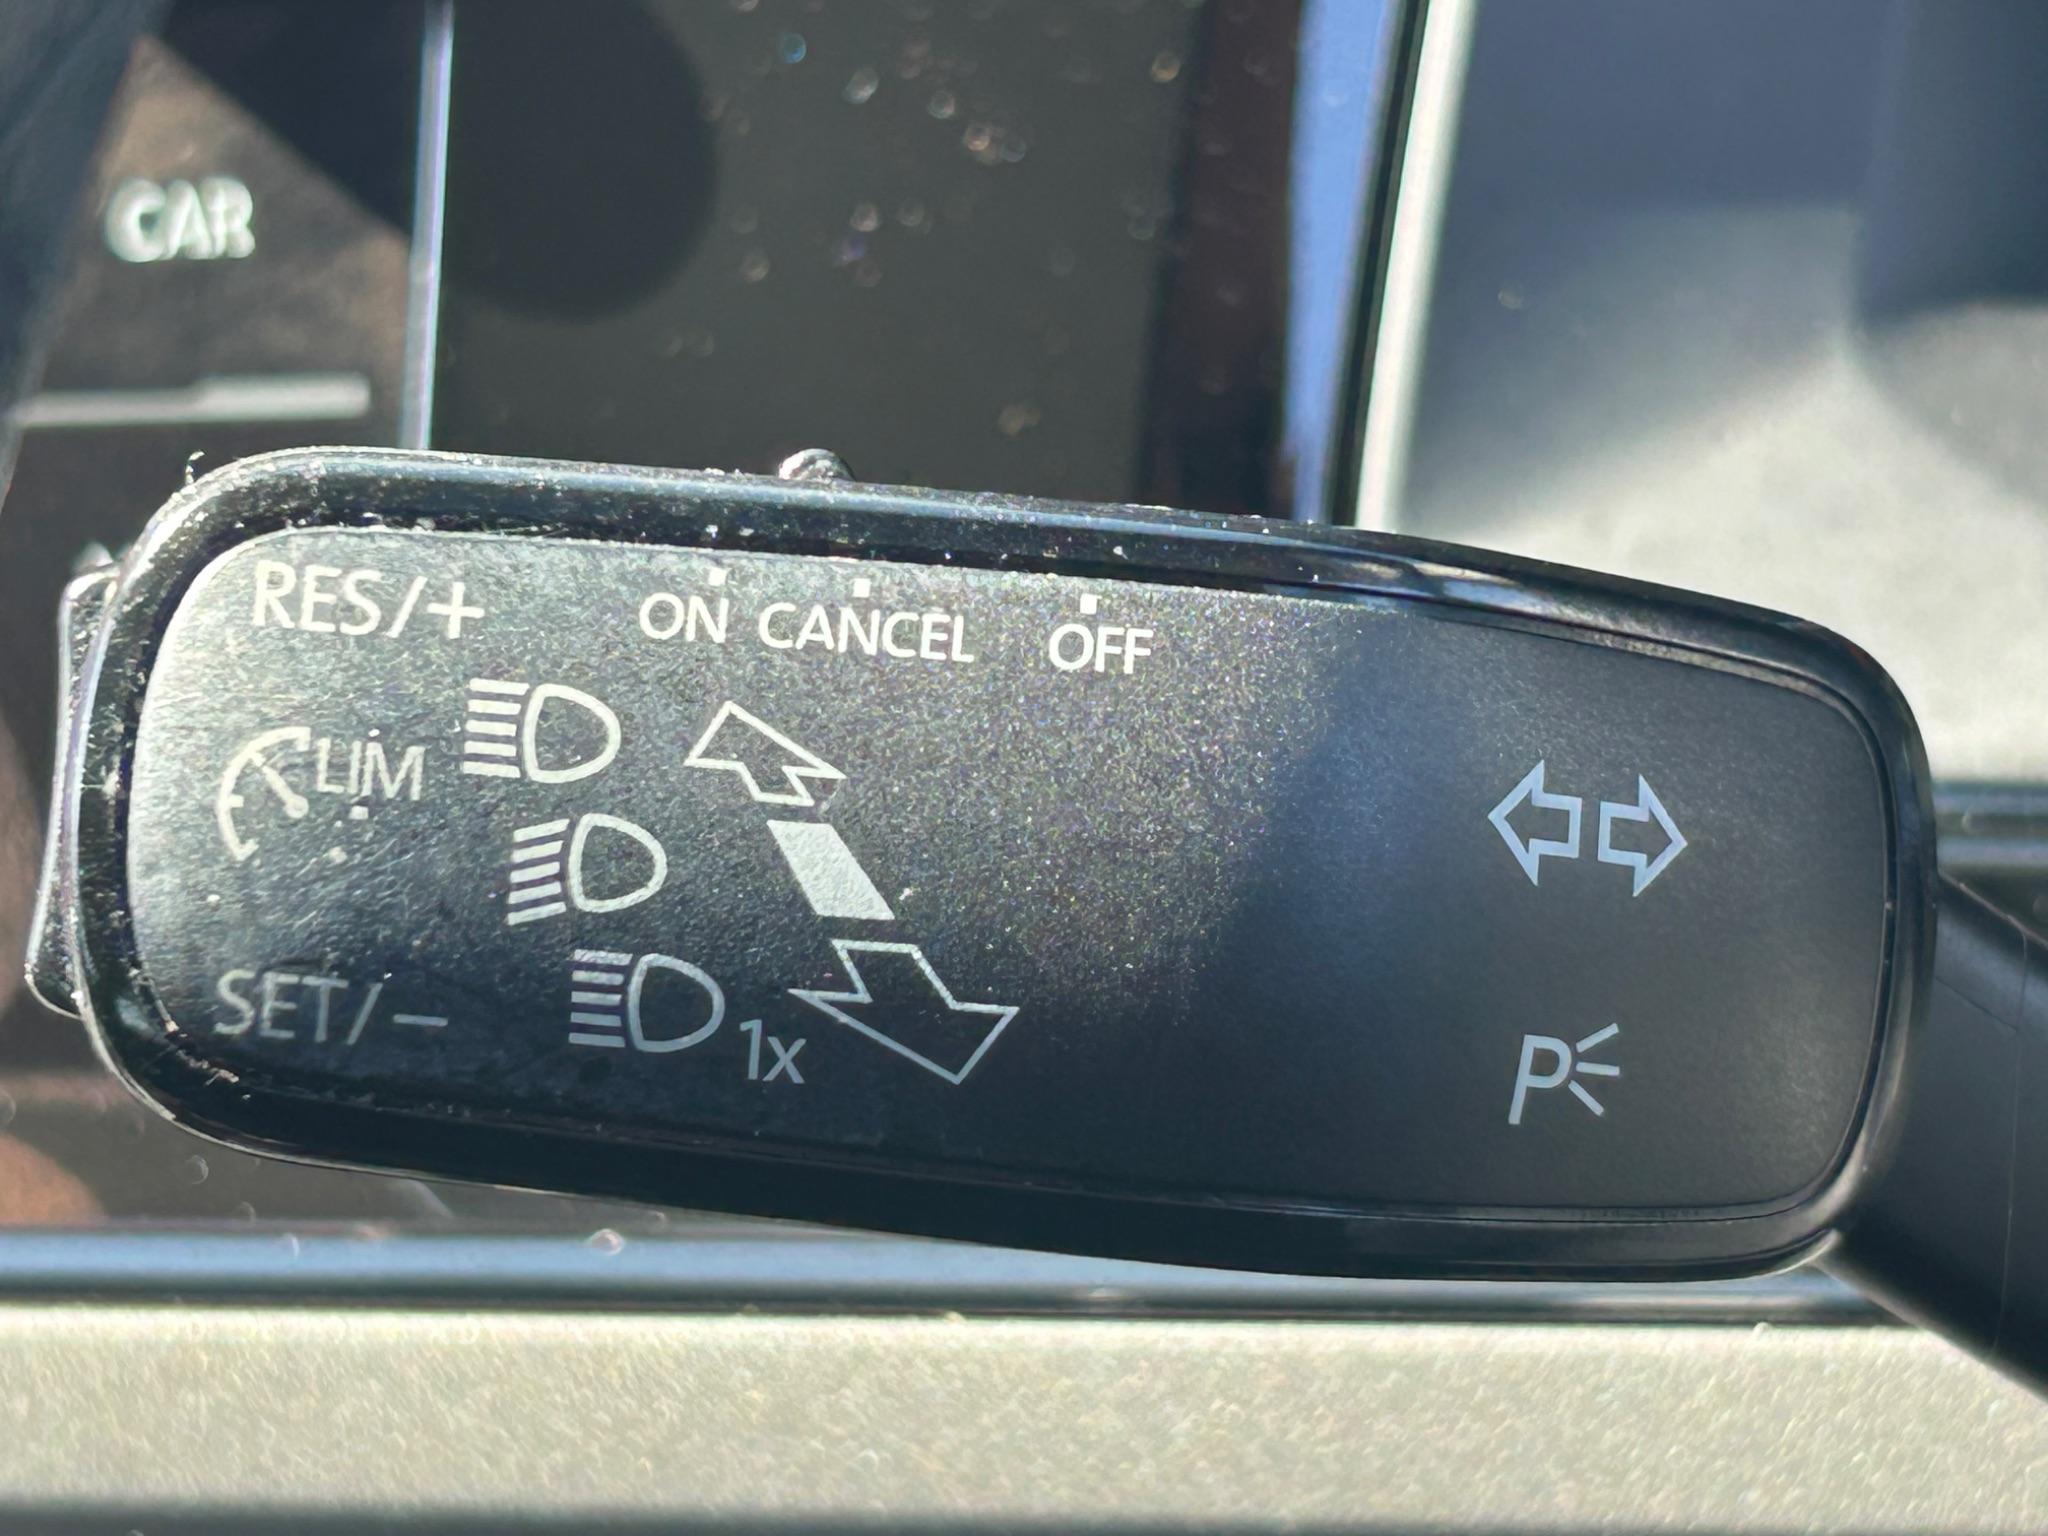 CAR
RES/+
ON CANCEL OFF
LIM
SET/−
1x
P